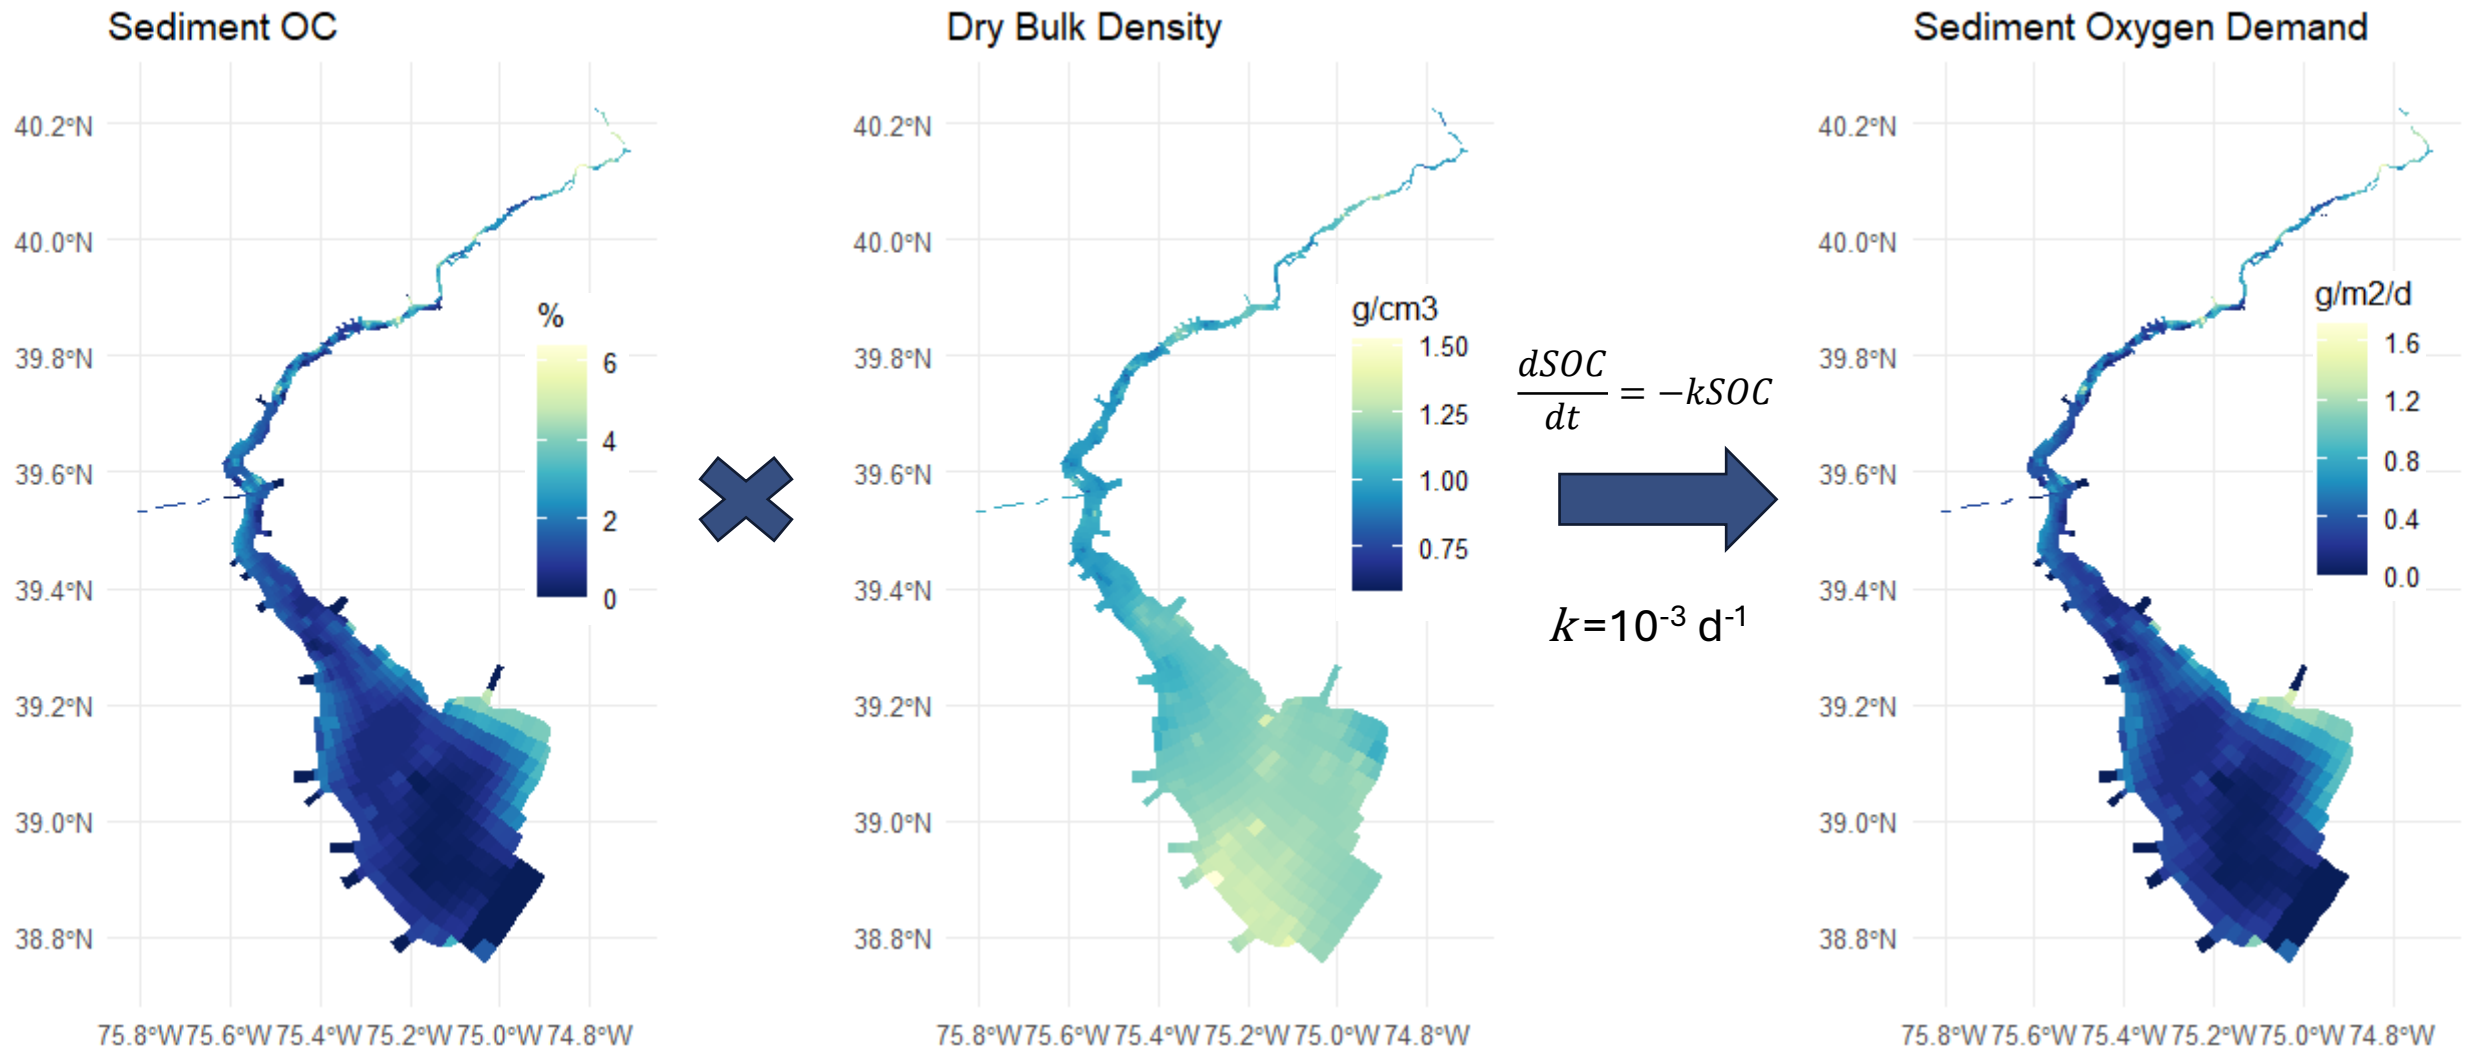 Sediment OC
40.2°N
40.0°N
39.8°N
39.6°N
39.4°N
39.2°N
39.0°N
38.8°N
75.8°W 75.6°W 75.4°W 75.2°W 75.0°W 74.8°W
%
6
4
2
0
Dry Bulk Density
40.2°N
40.0°N
39.8°N
39.6°N
39.4°N
39.2°N
39.0°N
38.8°N
75.8°W 75.6°W 75.4°W 75.2°W 75.0°W 74.8°W
g/cm3
1.50
1.25
1.00
0.75
dSOC/dt = −kSOC
k=10⁻³ d⁻¹
Sediment Oxygen Demand
40.2°N
40.0°N
39.8°N
39.6°N
39.4°N
39.2°N
39.0°N
38.8°N
75.8°W 75.6°W 75.4°W 75.2°W 75.0°W 74.8°W
g/m2/d
1.6
1.2
0.8
0.4
0.0